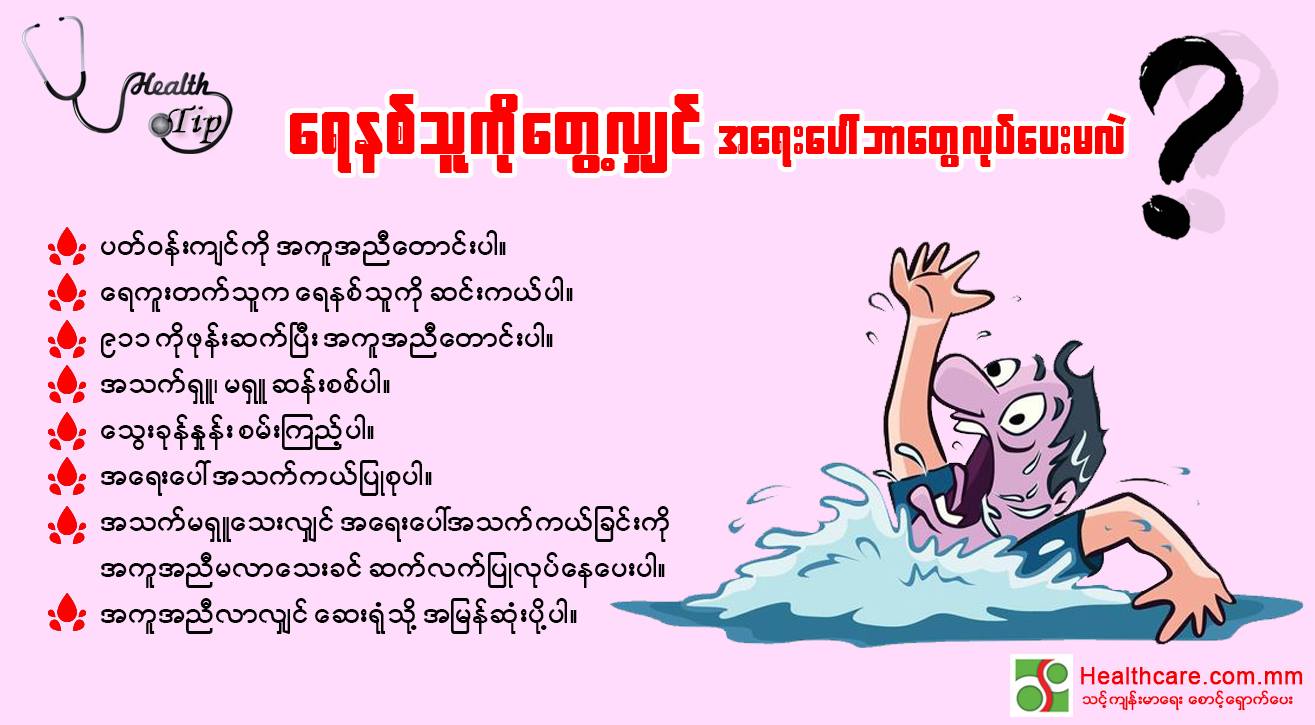 Health
Tip
ရေနစ်သူကိုတွေ့လျှင် အရေးပေါ်ဘာတွေလုပ်ပေးမလဲ ?
ပတ်ဝန်းကျင်ကို အကူအညီတောင်းပါ။
ရေကူးတက်သူက ရေနစ်သူကို ဆင်းကယ်ပါ။
၉၁၁ ကိုဖုန်းဆက်ပြီး အကူအညီတောင်းပါ။
အသက်ရှူ၊ မရှူ ဆန်းစစ်ပါ။
သွေးခုန်နှုန်း စမ်းကြည့်ပါ။
အရေးပေါ် အသက်ကယ်ပြုစုပါ။
အသက်မရှူသေးလျှင် အရေးပေါ်အသက်ကယ်ခြင်းကို
အကူအညီမလာသေးခင် ဆက်လက်ပြုလုပ်နေပေးပါ။
အကူအညီလာလျှင် ဆေးရုံသို့ အမြန်ဆုံးပို့ပါ။
Healthcare.com.mm
သင့်ကျန်းမာရေး စောင့်ရှောက်ပေး